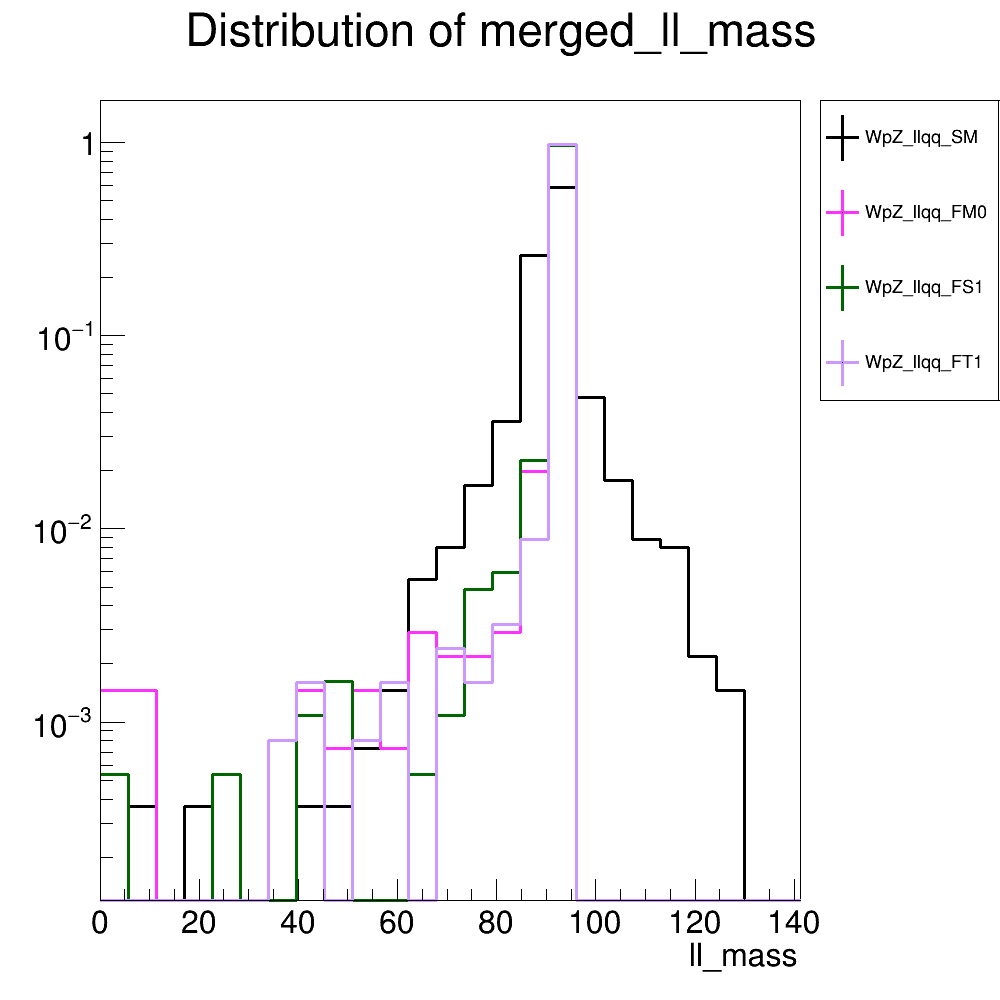 Distribution of merged_ll_mass
WpZ_llqq_SM
WpZ_llqq_FM0
WpZ_llqq_FS1
WpZ_llqq_FT1
1
10⁻¹
10⁻²
10⁻³
0 20 40 60 80 100 120 140
ll_mass